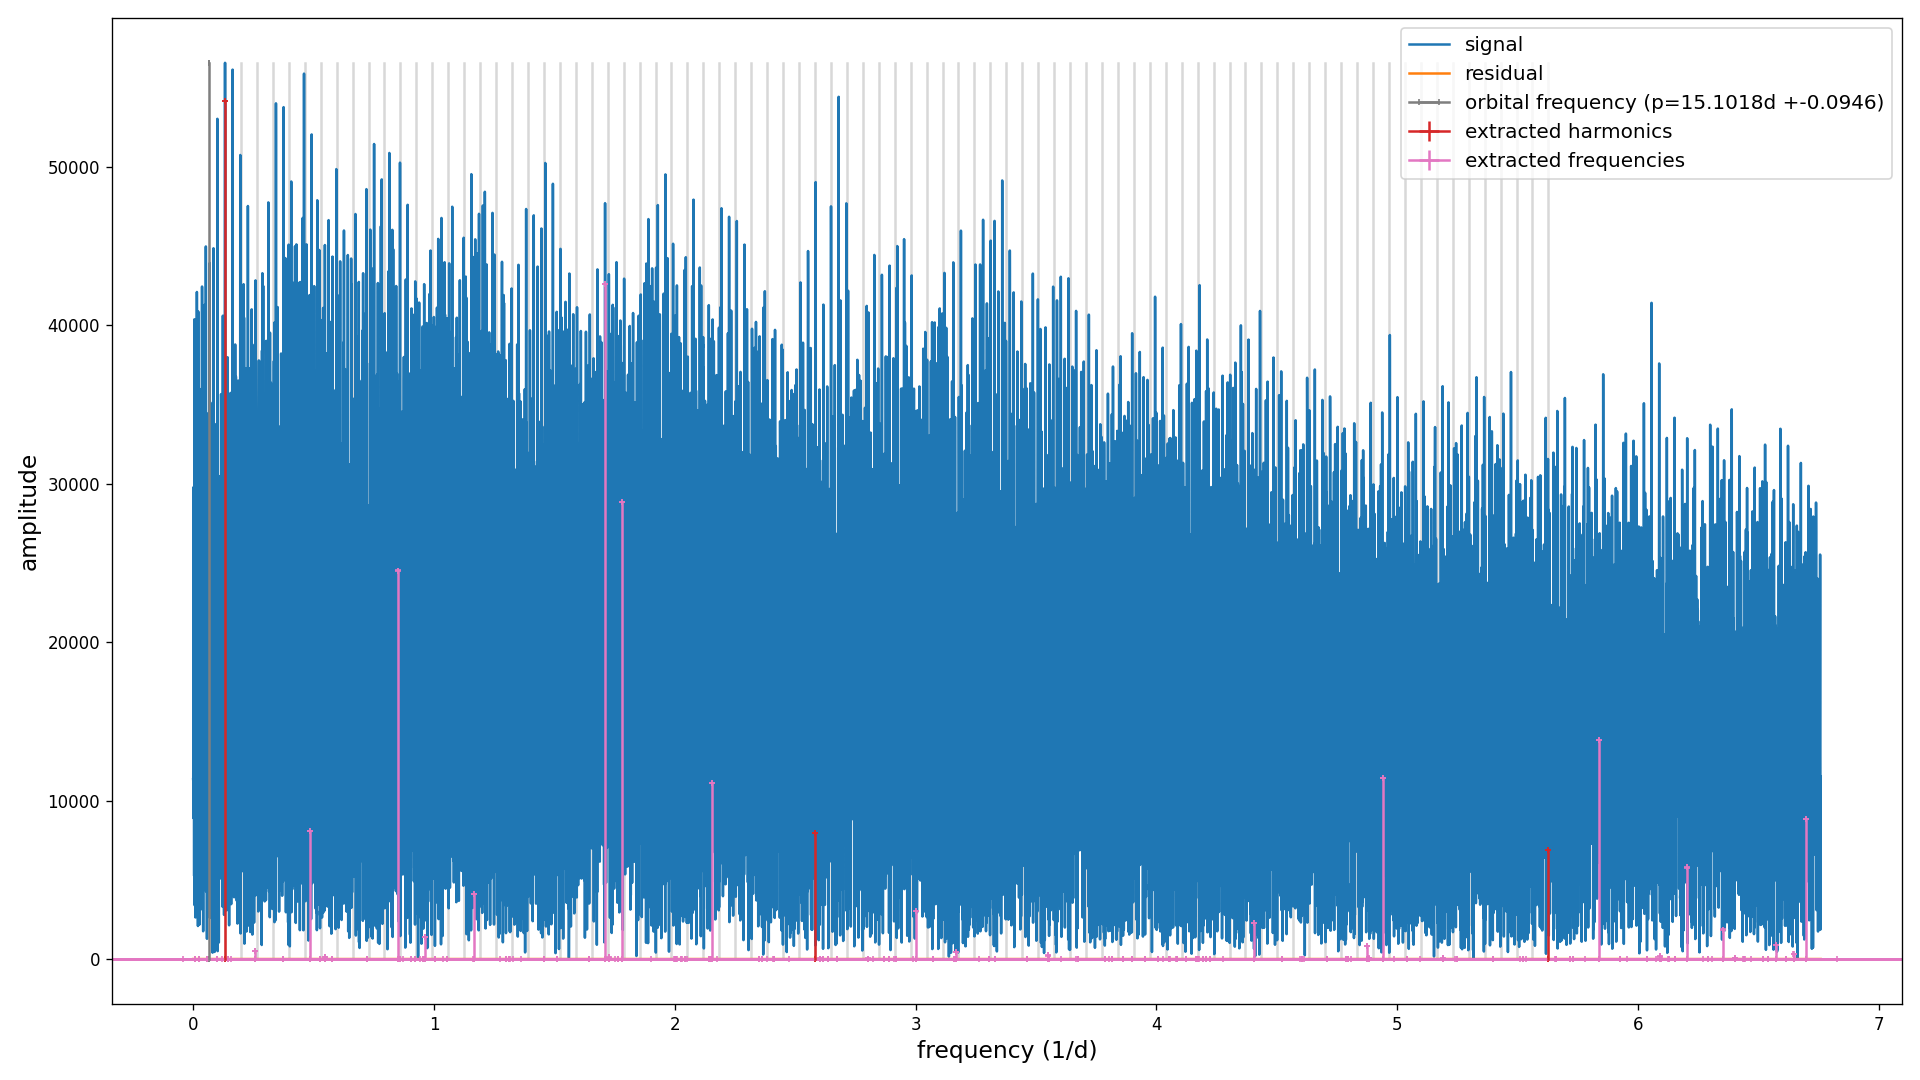 signal
residual
orbital frequency (p=15.1018d +-0.0946)
extracted harmonics
extracted frequencies
amplitude
50000
40000
30000
20000
10000
0
0 1 2 3 4 5 6 7
frequency (1/d)